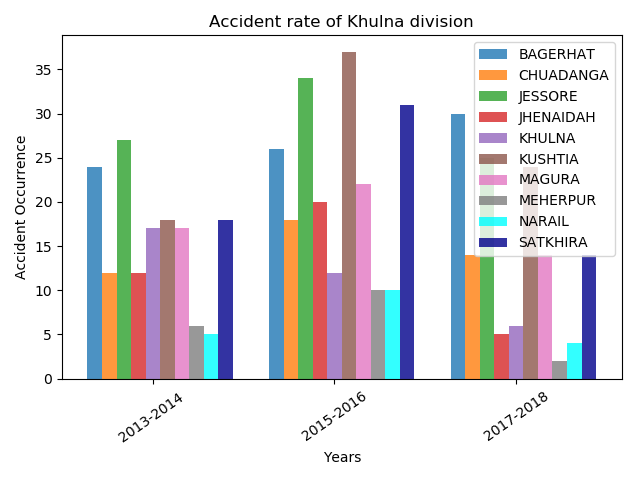 Accident rate of Khulna division
Accident Occurrence
35
30
25
20
15
10
5
0
BAGERHAT
CHUADANGA
JESSORE
JHENAIDAH
KHULNA
KUSHTIA
MAGURA
MEHERPUR
NARAIL
SATKHIRA
2013-2014
2015-2016
2017-2018
Years